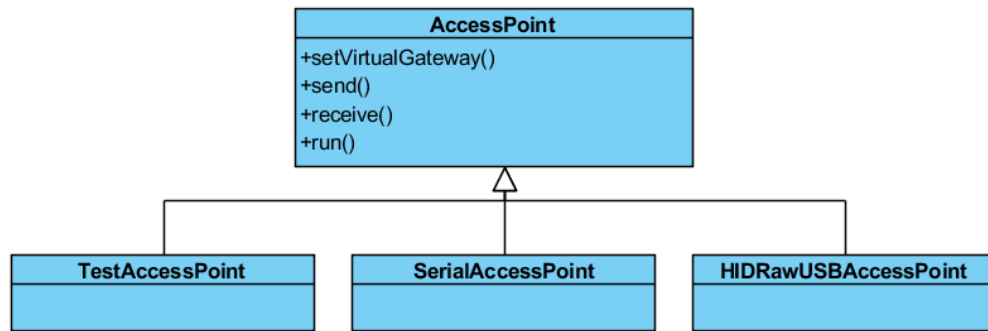 AccessPoint
+setVirtualGateway()
+send()
+receive()
+run()
TestAccessPoint
SerialAccessPoint
HIDRawUSBAccessPoint